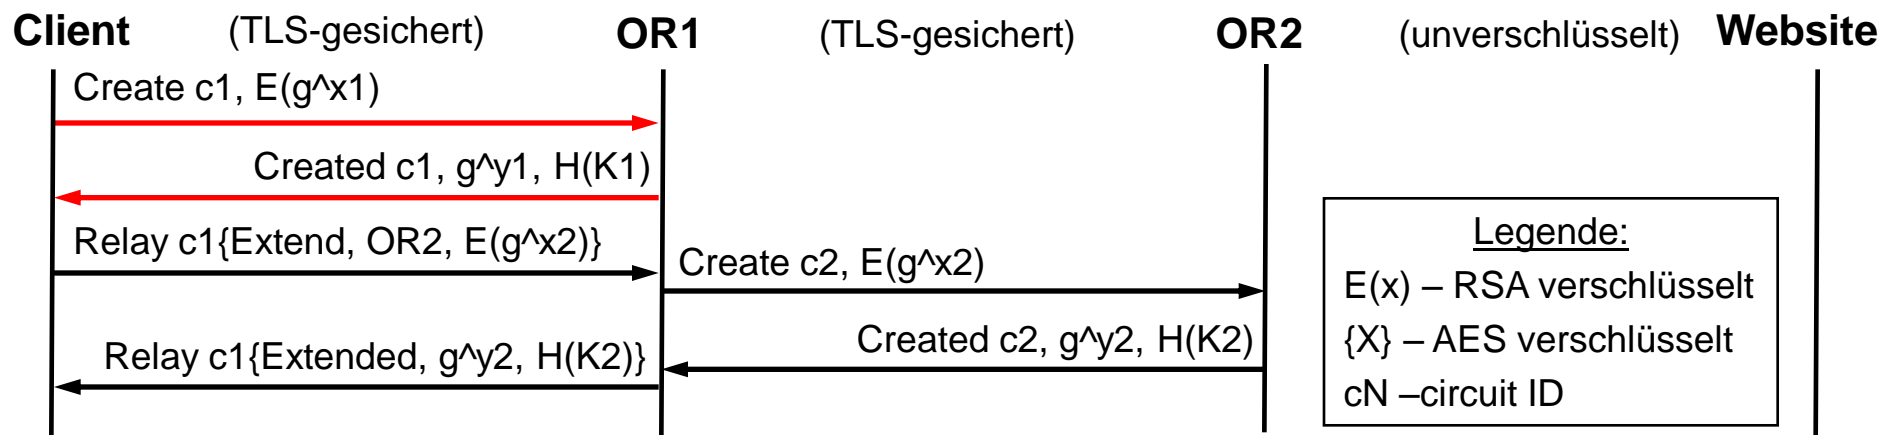 Client (TLS-gesichert) OR1 (TLS-gesichert) OR2 (unverschlüsselt) Website
Create c1, E(g^x1)
Created c1, g^y1, H(K1)
Relay c1{Extend, OR2, E(g^x2)}
Create c2, E(g^x2)
Created c2, g^y2, H(K2)
Relay c1{Extended, g^y2, H(K2)}
Legende:
E(x) – RSA verschlüsselt
{X} – AES verschlüsselt
cN –circuit ID